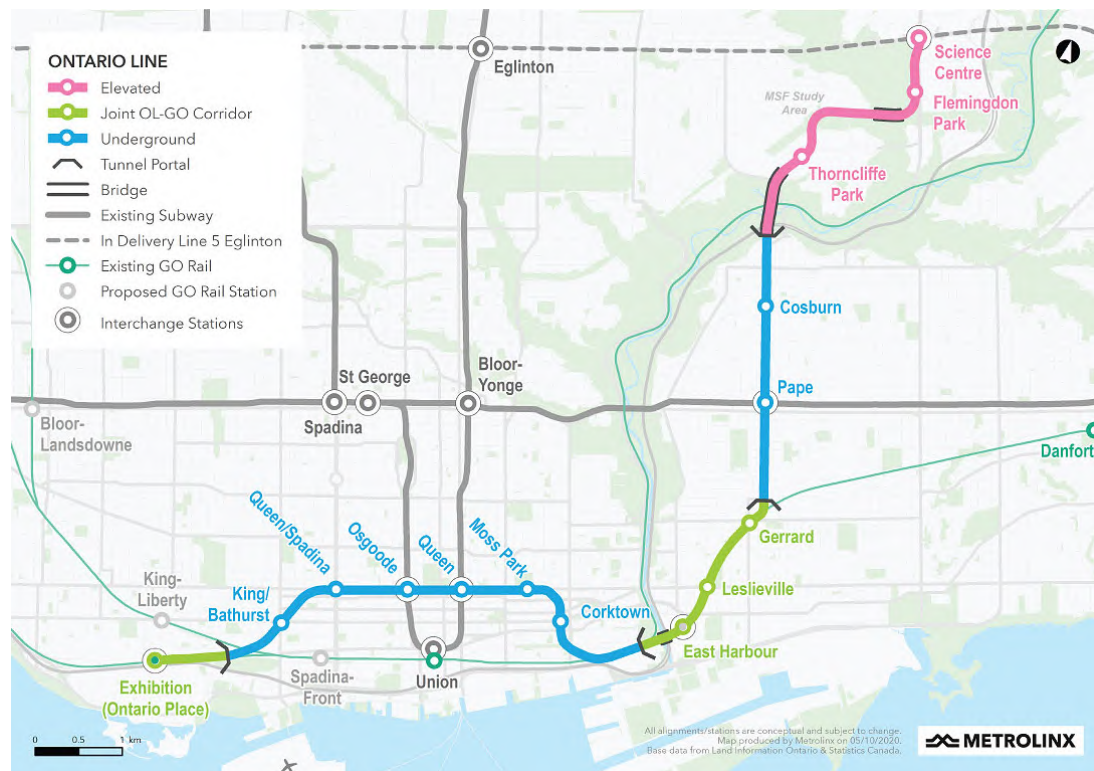 ONTARIO LINE
Elevated
Joint OL-GO Corridor
Underground
Tunnel Portal
Bridge
Existing Subway
In Delivery Line 5 Eglinton
Existing GO Rail
Proposed GO Rail Station
Interchange Stations
Eglinton
Science
Centre
Flemingdon
Park
MSF Study
Area
Thorncliffe
Park
Cosburn
Pape
Bloor-
Yonge
St George
Spadina
Bloor-
Landsdowne
Danfort
Gerrard
Leslieville
East Harbour
Corktown
Moss Park
Queen
Osgoode
Queen/Spadina
King/
Bathurst
King-
Liberty
Exhibition
(Ontario Place)
Spadina-
Front
Union
0 0.5 1 km
All alignments/stations are conceptual and subject to change.
Map produced by Metrolinx on 05/10/2020.
Base data from Land Information Ontario & Statistics Canada.
METROLINX